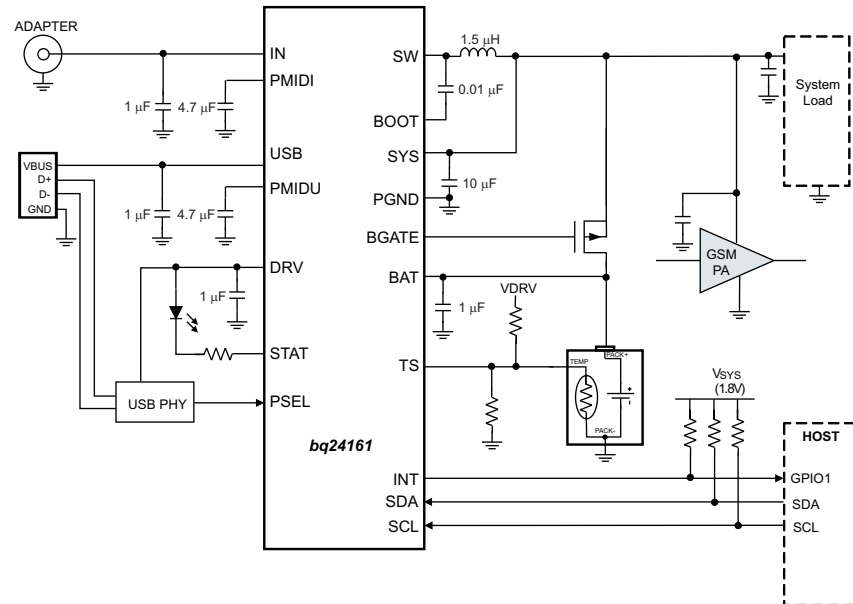 ADAPTER
IN
PMIDI
1 μF
4.7 μF
VBUS
D+
D-
GND
USB
PMIDU
1 μF
4.7 μF
DRV
1 μF
STAT
USB PHY
PSEL
bq24161
SW
1.5 μH
0.01 μF
BOOT
SYS
10 μF
PGND
BGATE
BAT
1 μF
VDRV
TS
TEMP
PACK+
+
-
PACK-
INT
SDA
SCL
System
Load
GSM
PA
VSYS
(1.8V)
HOST
GPIO1
SDA
SCL